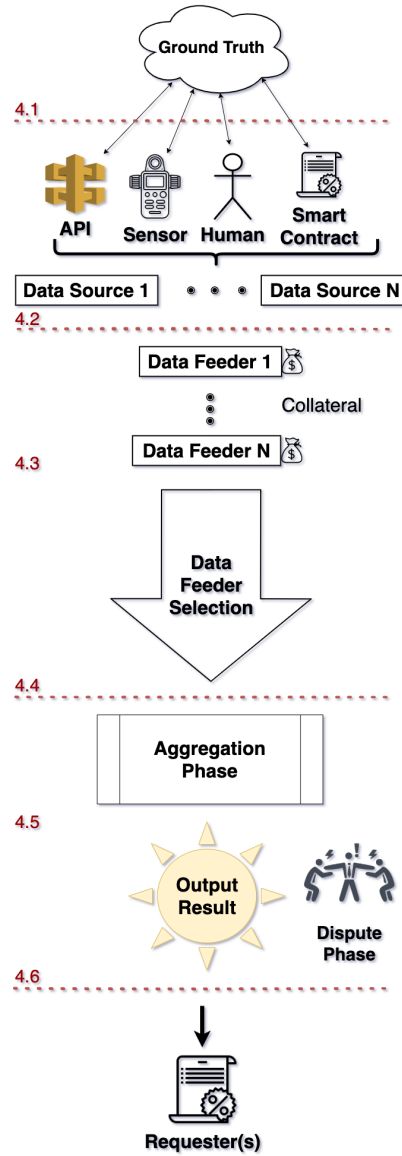 Ground Truth
4.1
API
Sensor
Human
Smart
Contract
Data Source 1
Data Source N
4.2
Data Feeder 1
$
Collateral
Data Feeder N
$
4.3
Data
Feeder
Selection
4.4
Aggregation
Phase
4.5
Output
Result
!
Dispute
Phase
4.6
%
Requester(s)